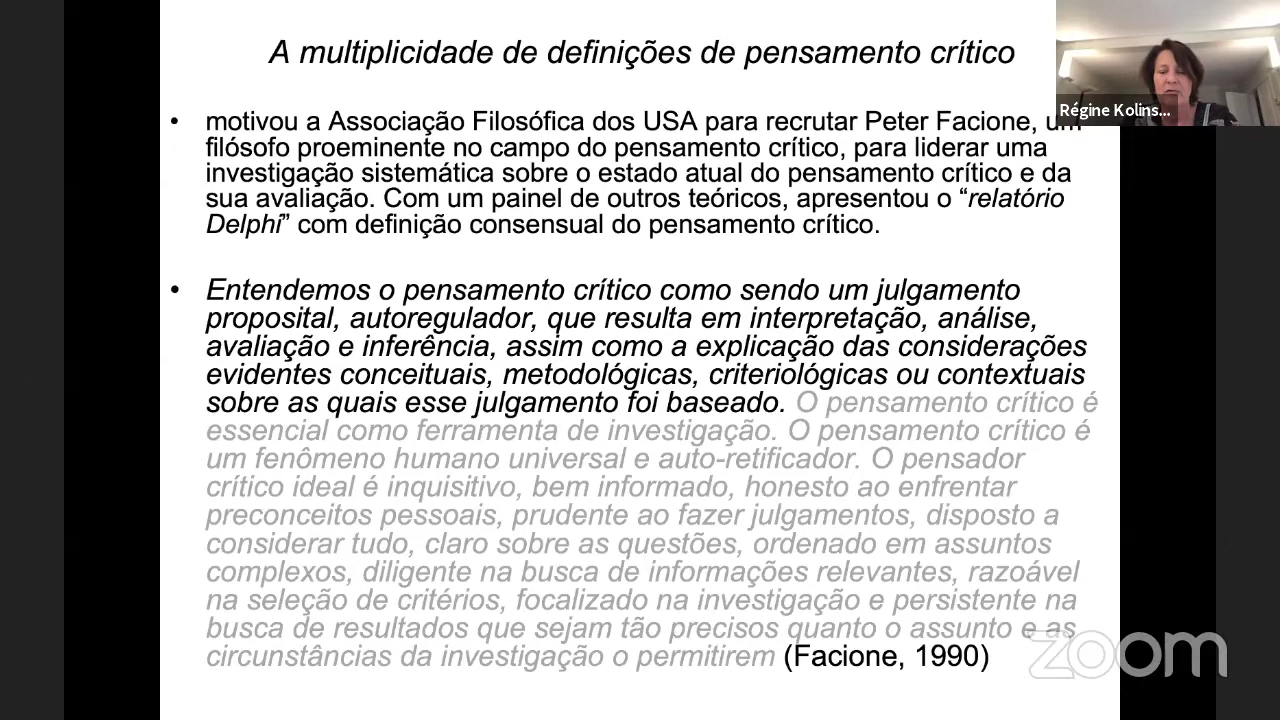 A multiplicidade de definições de pensamento crítico
Régine Kolins...
• motivou a Associação Filosófica dos USA para recrutar Peter Facione, um
filósofo proeminente no campo do pensamento crítico, para liderar uma
investigação sistemática sobre o estado atual do pensamento crítico e da
sua avaliação. Com um painel de outros teóricos, apresentou o “relatório
Delphi” com definição consensual do pensamento crítico.
• Entendemos o pensamento crítico como sendo um julgamento
proposital, autoregulador, que resulta em interpretação, análise,
avaliação e inferência, assim como a explicação das considerações
evidentes conceituais, metodológicas, criteriológicas ou contextuais
sobre as quais esse julgamento foi baseado. O pensamento crítico é
essencial como ferramenta de investigação. O pensamento crítico é
um fenômeno humano universal e auto-retificador. O pensador
crítico ideal é inquisitivo, bem informado, honesto ao enfrentar
preconceitos pessoais, prudente ao fazer julgamentos, disposto a
considerar tudo, claro sobre as questões, ordenado em assuntos
complexos, diligente na busca de informações relevantes, razoável
na seleção de critérios, focalizado na investigação e persistente na
busca de resultados que sejam tão precisos quanto o assunto e as
circunstâncias da investigação o permitirem (Facione, 1990)
zoom